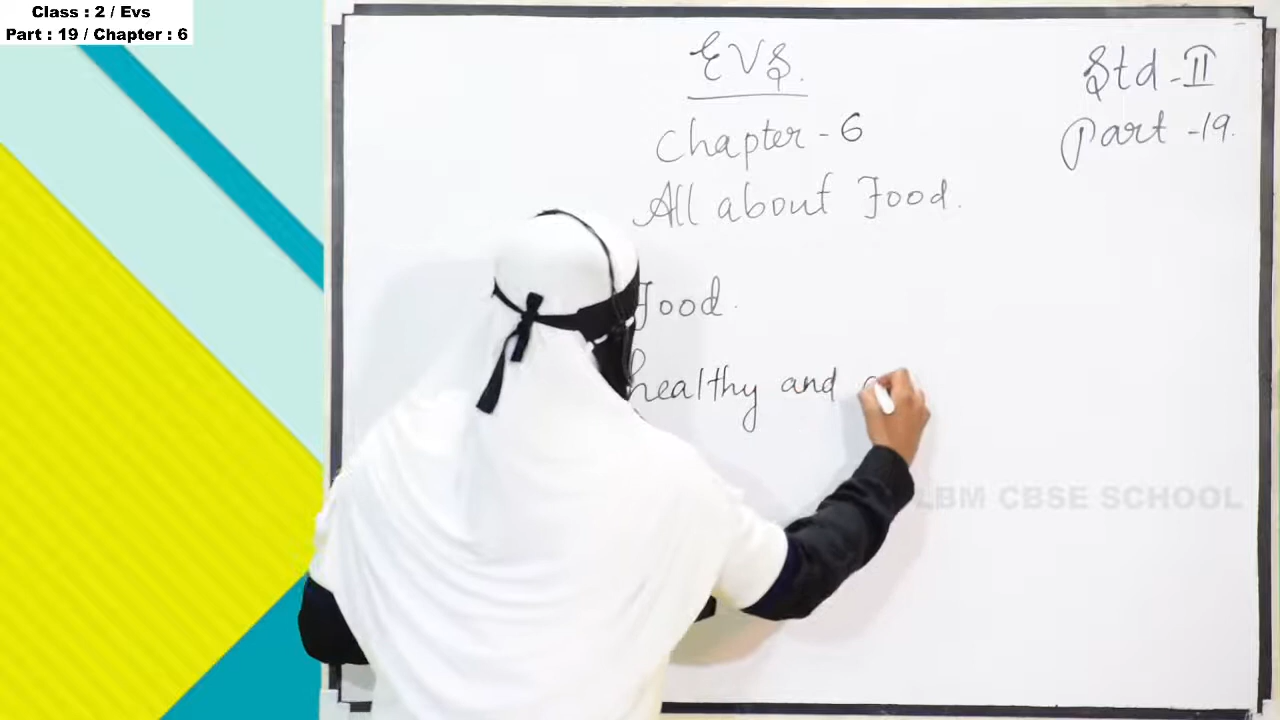 Class : 2 / Evs
Part : 19 / Chapter : 6
EVS.
Std - II
Part - 19.
Chapter - 6
All about Food.
Food.
healthy and
LBM CBSE SCHOOL